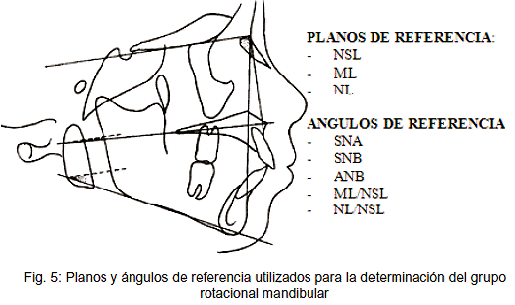 PLANOS DE REFERENCIA:
- NSL
- ML
- NL
ANGULOS DE REFERENCIA
- SNA
- SNB
- ANB
- ML/NSL
- NL/NSL
Fig. 5: Planos y ángulos de referencia utilizados para la determinación del grupo
rotacional mandibular